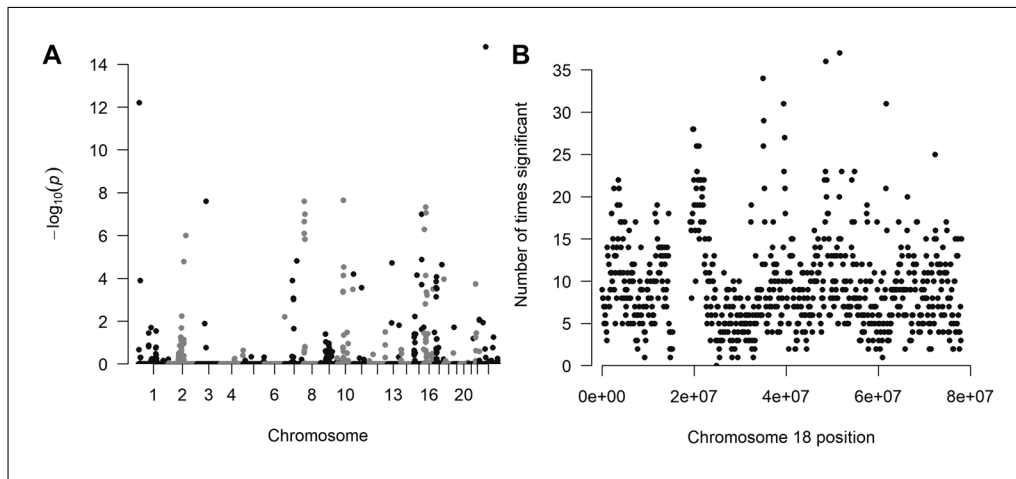 A
−log10(p)
14
12
10
8
6
4
2
0
1 2 3 4 6 8 10 13 16 20
Chromosome
B
Number of times significant
35
30
25
20
15
10
5
0
0e+00 2e+07 4e+07 6e+07 8e+07
Chromosome 18 position